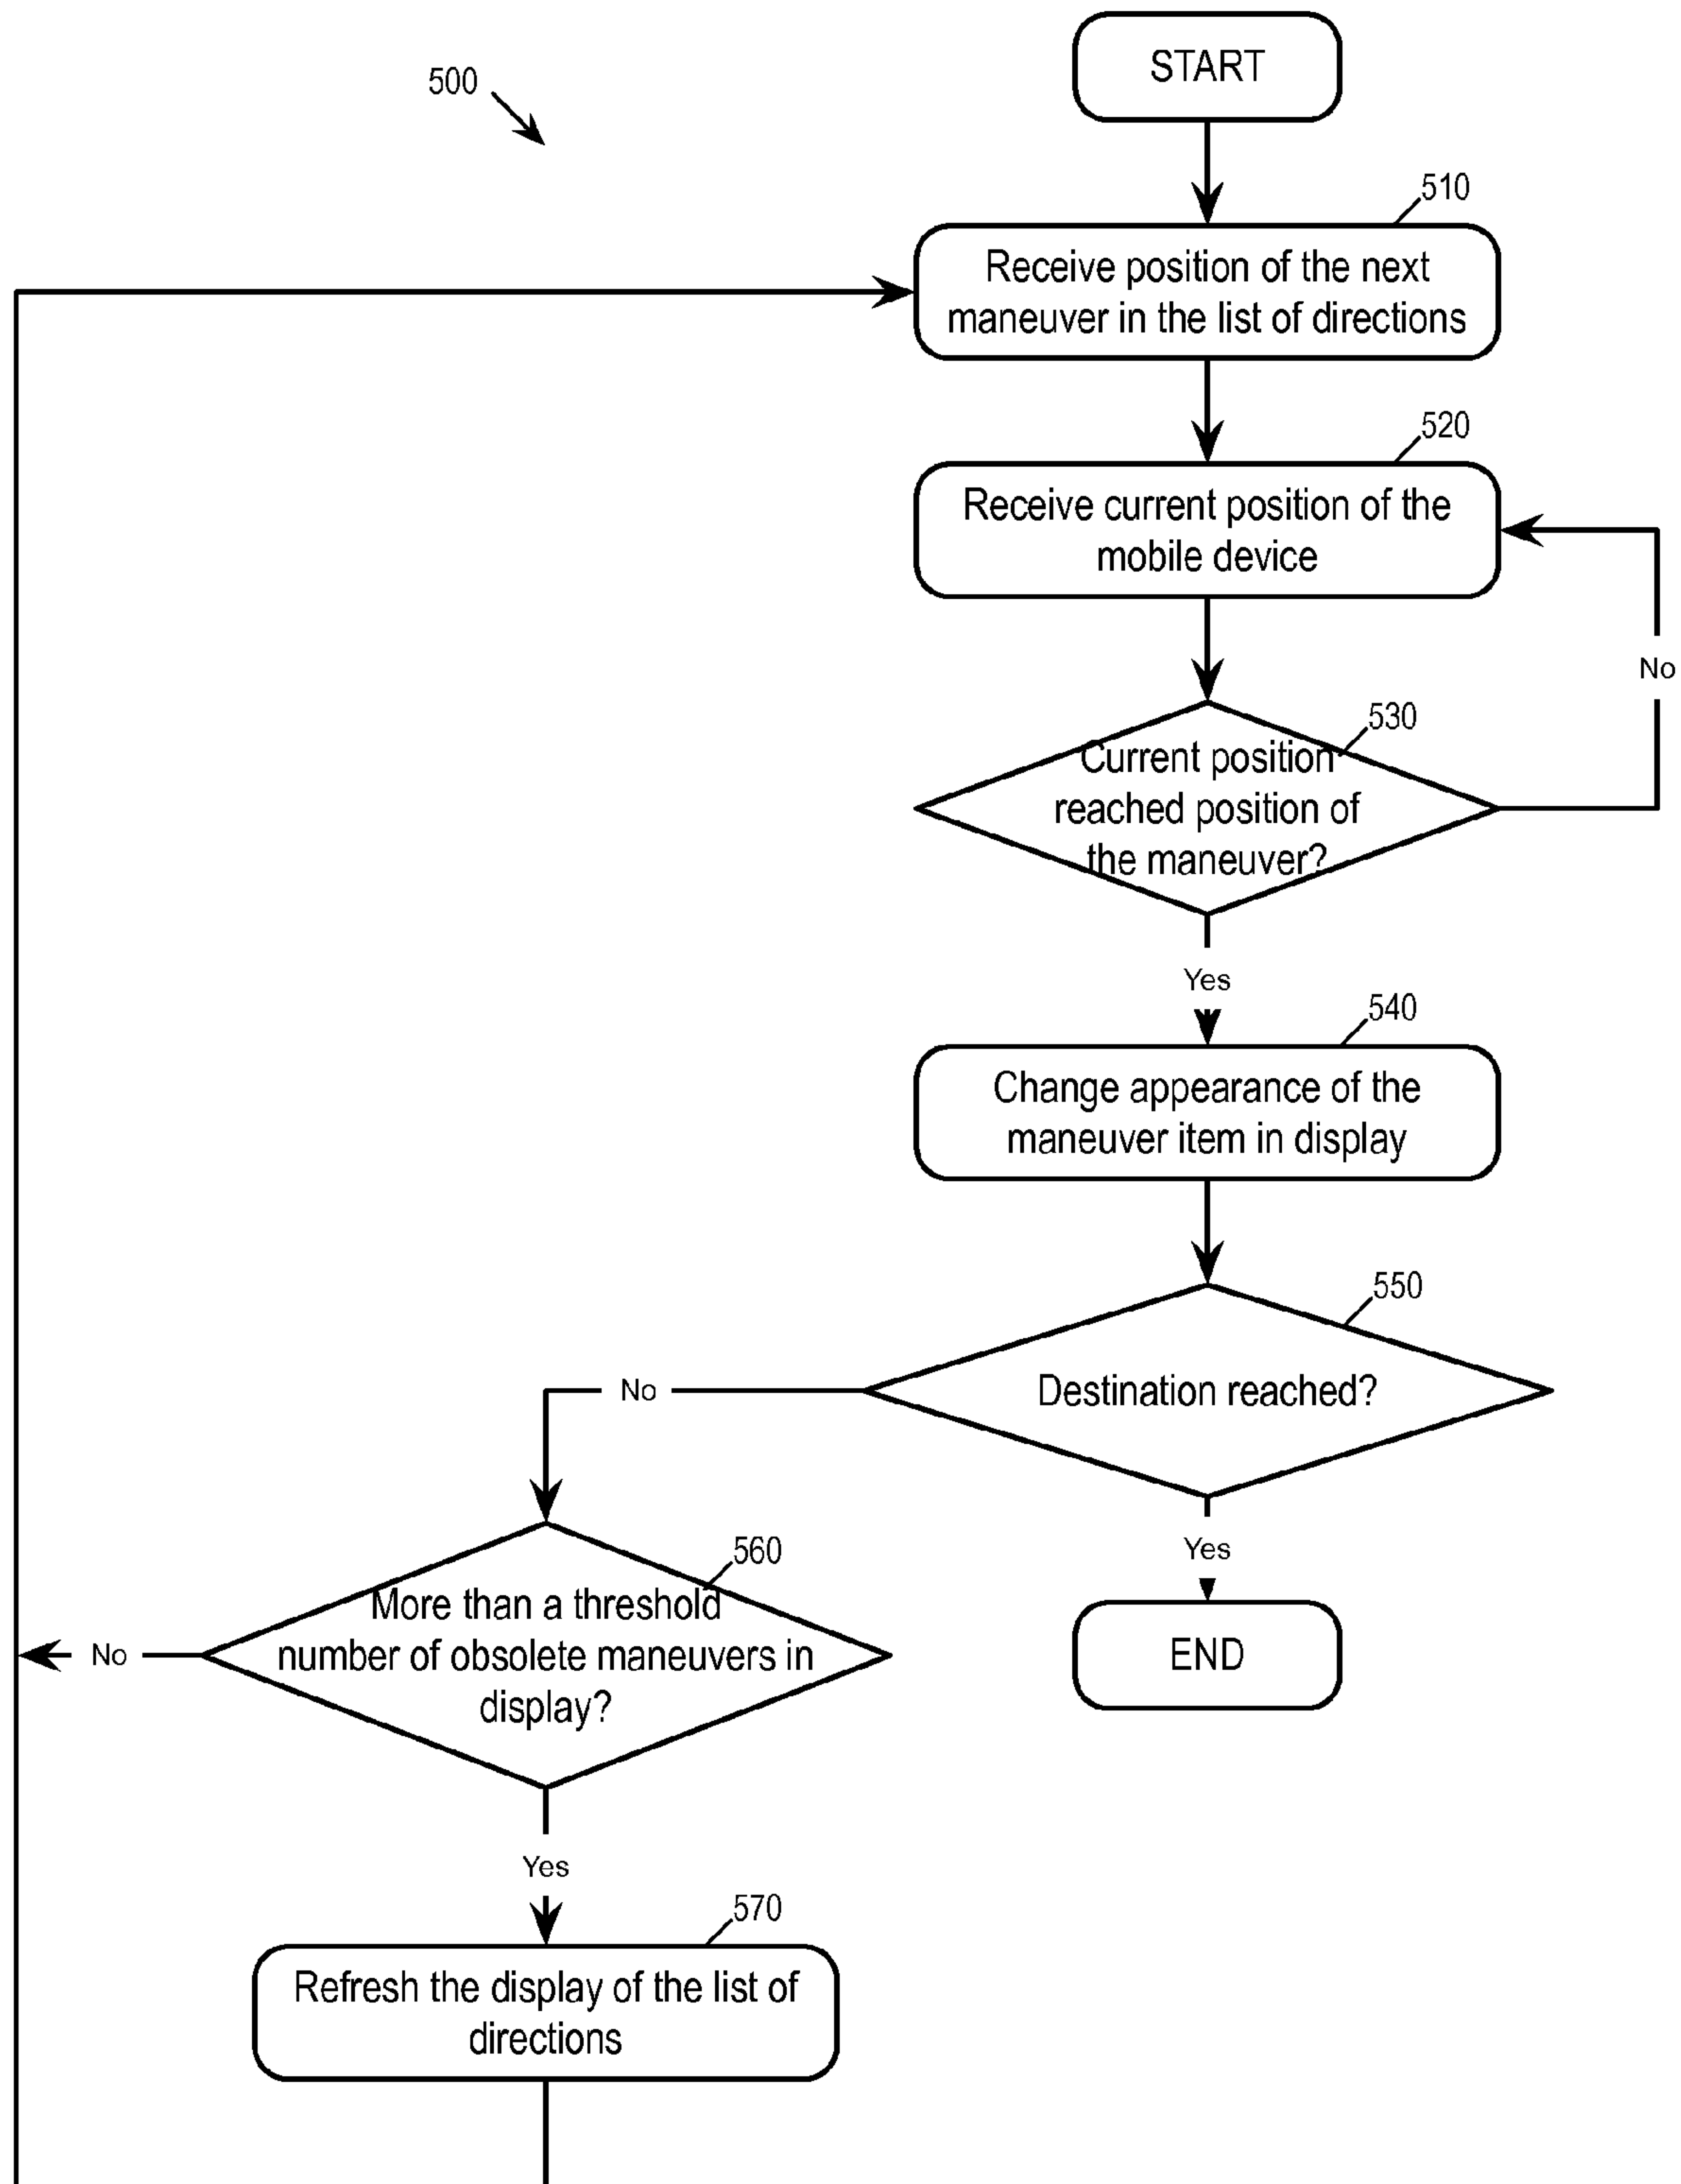 START
500
510
Receive position of the next
maneuver in the list of directions
520
Receive current position of the
mobile device
No
530
Current position
reached position of
the maneuver?
Yes
540
Change appearance of the
maneuver item in display
550
Destination reached?
No
Yes
560
More than a threshold
number of obsolete maneuvers in
display?
No
END
Yes
570
Refresh the display of the list of
directions